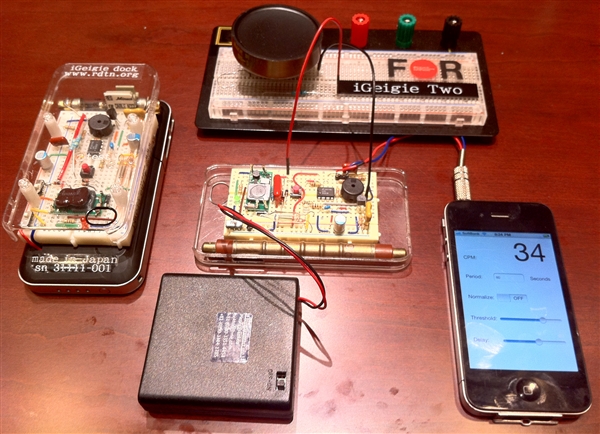 iGeigie dock
www.rdtn.org
made in Japan
sn 31111-001
FOR
iGeigie Two
CPM:
34
Period:
Seconds
Normalize:
OFF
Threshold:
Delay: